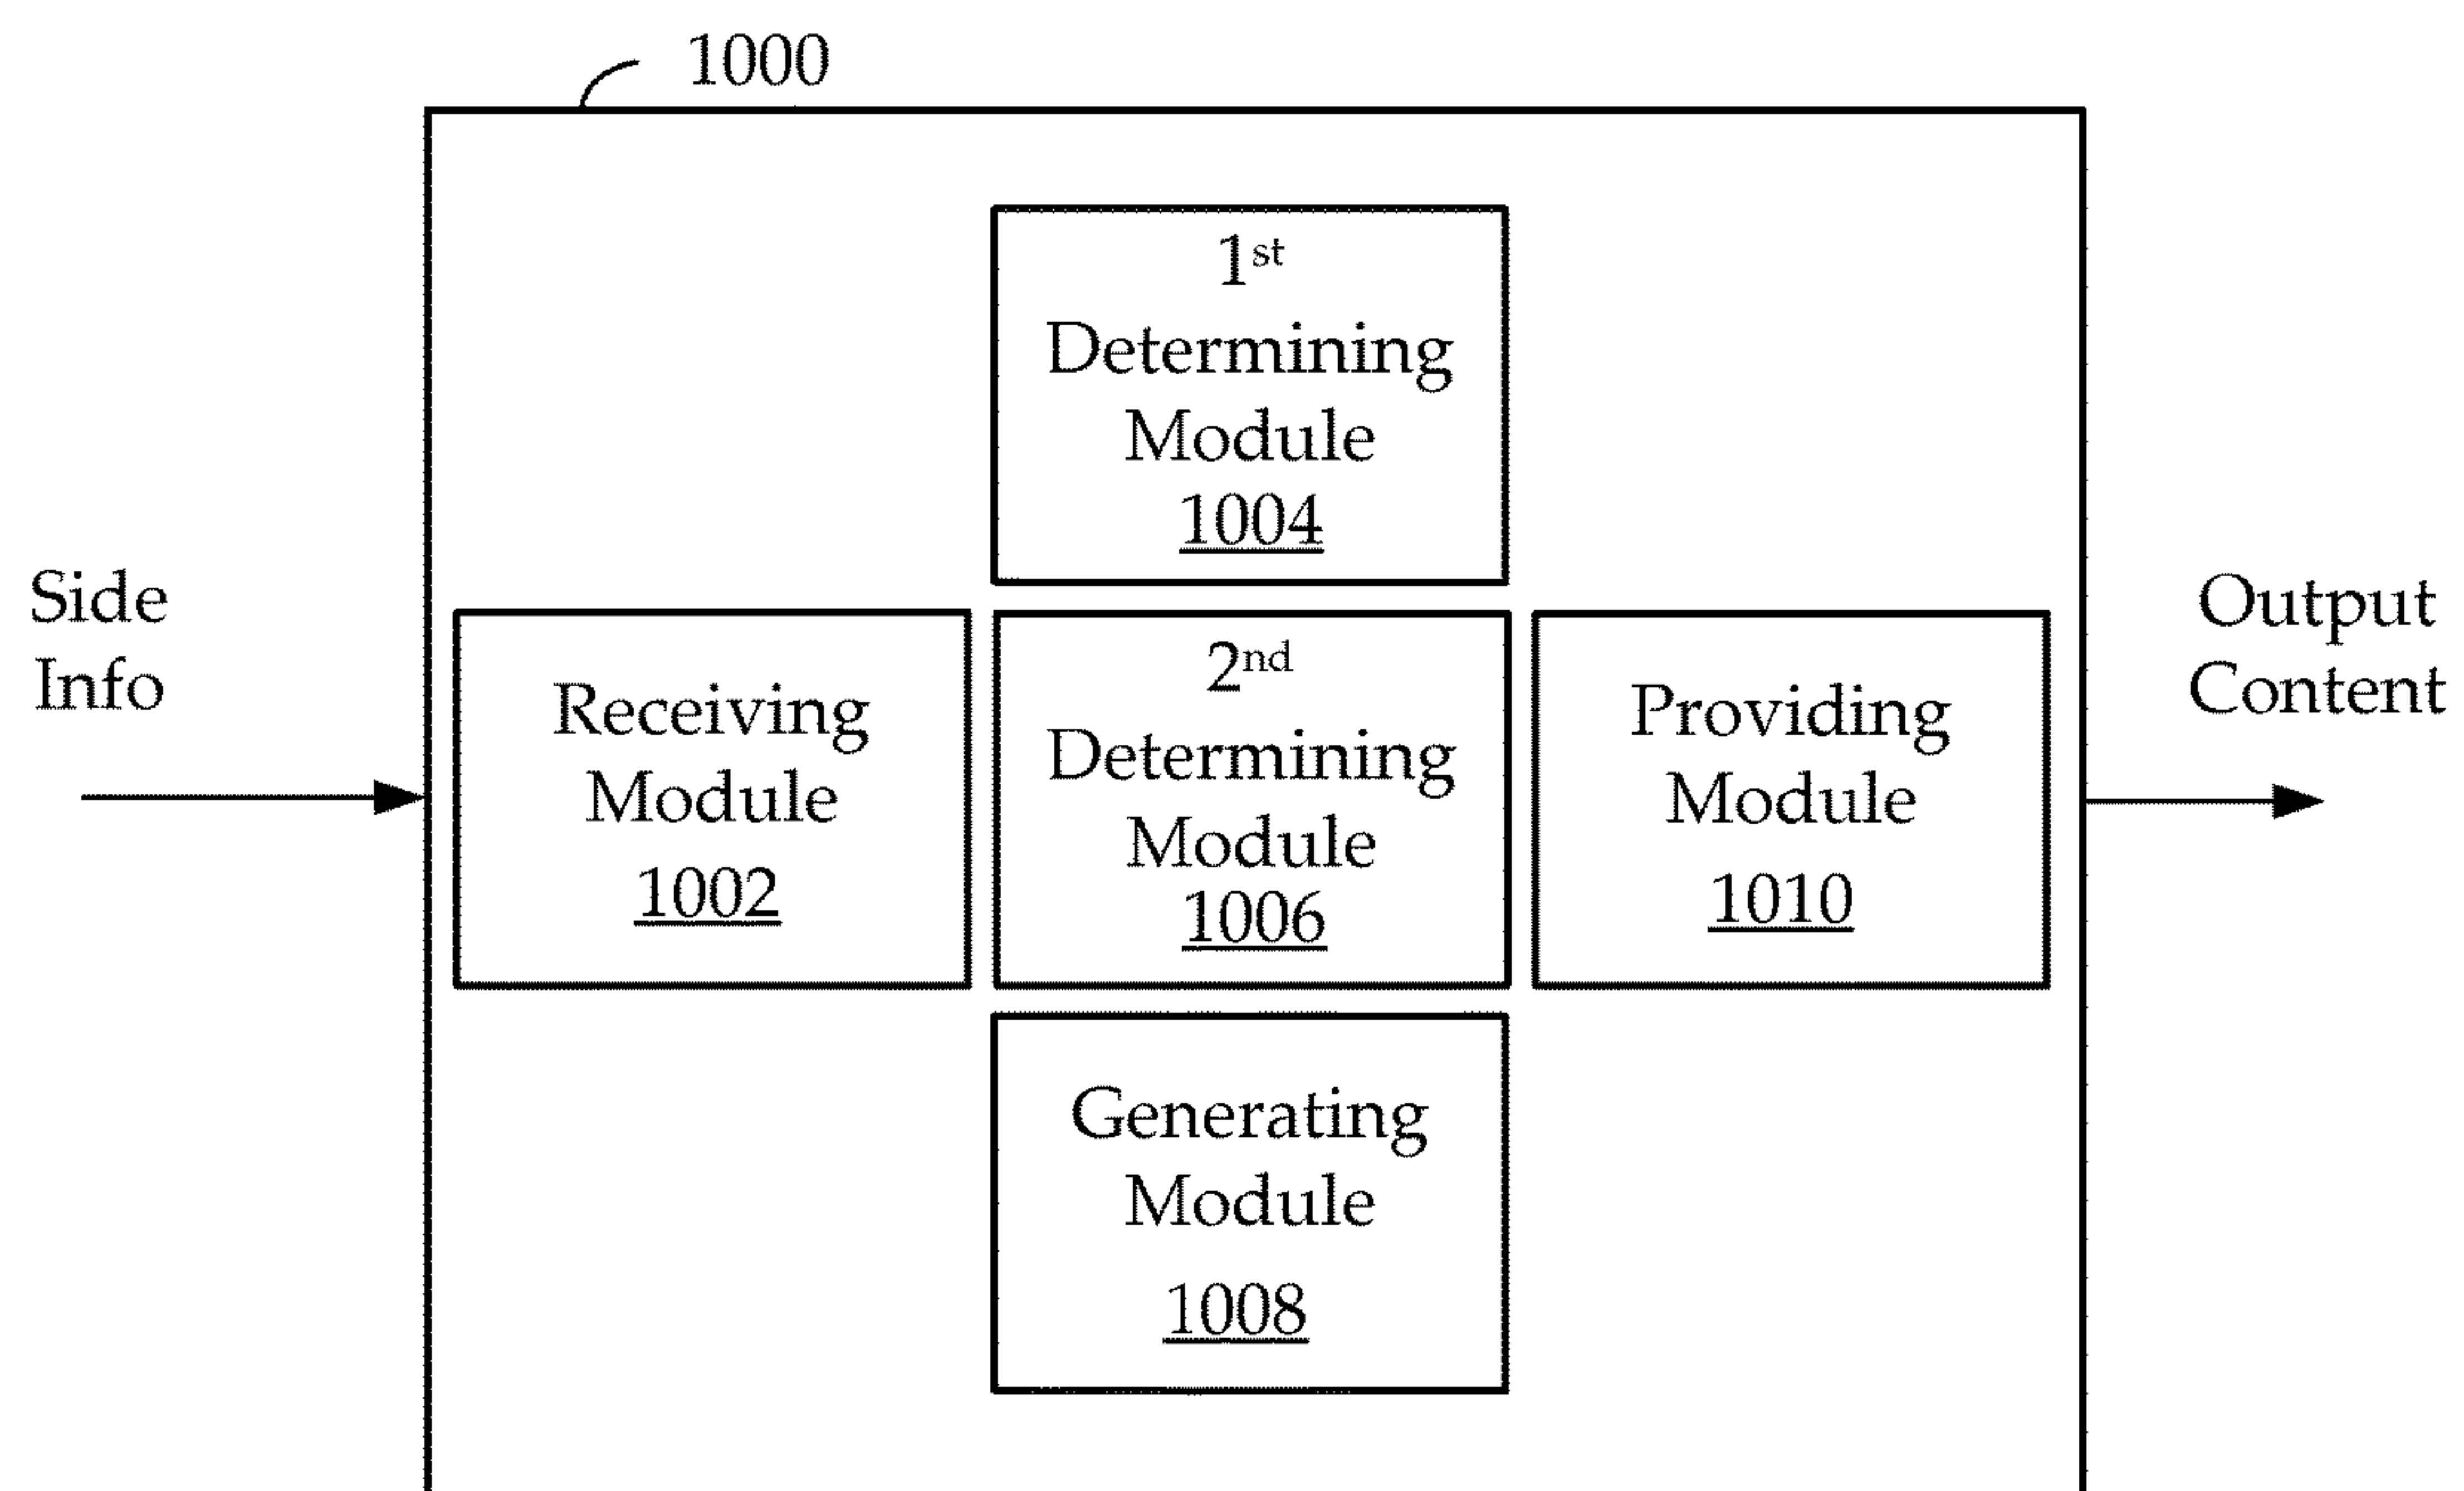 1000
1st
Determining
Module
1004
Side
Info
Receiving
Module
1002
2nd
Determining
Module
1006
Providing
Module
1010
Output
Content
Generating
Module
1008